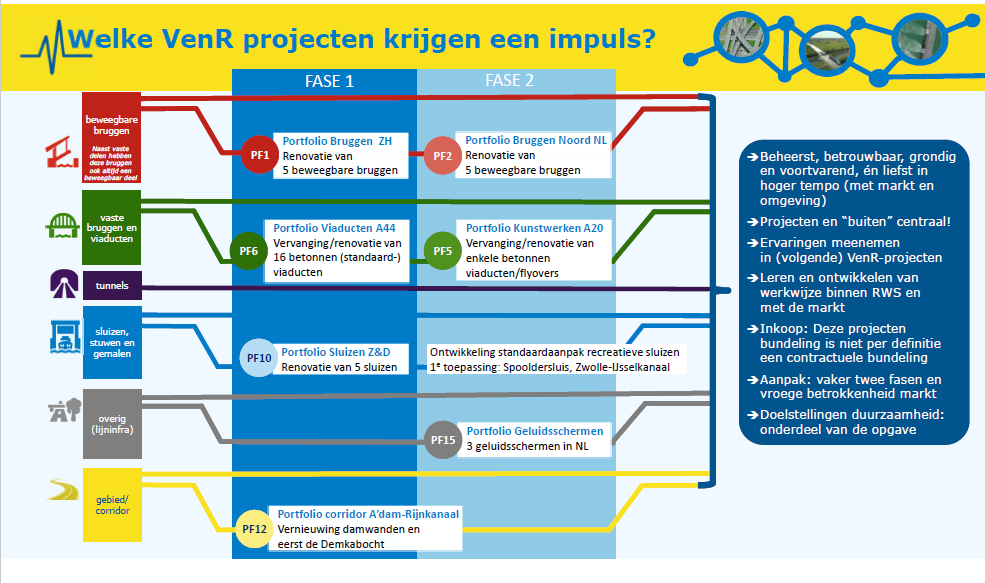 Welke VenR projecten krijgen een impuls?
FASE 1
FASE 2
beweegbare
bruggen
Naast vaste
delen hebben
deze bruggen
ook altijd een
beweegbaar deel
PF1
Portfolio Bruggen ZH
Renovatie van
5 beweegbare bruggen
PF2
Portfolio Bruggen Noord NL
Renovatie van
5 beweegbare bruggen
vaste
bruggen en
viaducten
PF6
Portfolio Viaducten A44
Vervanging/renovatie van
16 betonnen (standaard-)
viaducten
PF5
Portfolio Kunstwerken A20
Vervanging/renovatie van
enkele betonnen
viaducten/flyovers
tunnels
sluizen,
stuwen en
gemalen
PF10
Portfolio Sluizen Z&D
Renovatie van 5 sluizen
Ontwikkeling standaardaanpak recreatieve sluizen
1e toepassing: Spooldersluis, Zwolle-IJsselkanaal
overig
(lijninfra)
PF15
Portfolio Geluidsschermen
3 geluidsschermen in NL
gebied/
corridor
PF12
Portfolio corridor A'dam-Rijnkanaal
Vernieuwing damwanden en
eerst de Demkabocht
➔Beheerst, betrouwbaar, grondig
en voortvarend, én liefst in
hoger tempo (met markt en
omgeving)
➔Projecten en “buiten” centraal!
➔Ervaringen meenemen
in (volgende) VenR-projecten
➔Leren en ontwikkelen van
werkwijze binnen RWS en
met de markt
➔Inkoop: Deze projecten
bundeling is niet per definitie
een contractuele bundeling
➔Aanpak: vaker twee fasen en
vroege betrokkenheid markt
➔Doelstellingen duurzaamheid:
onderdeel van de opgave